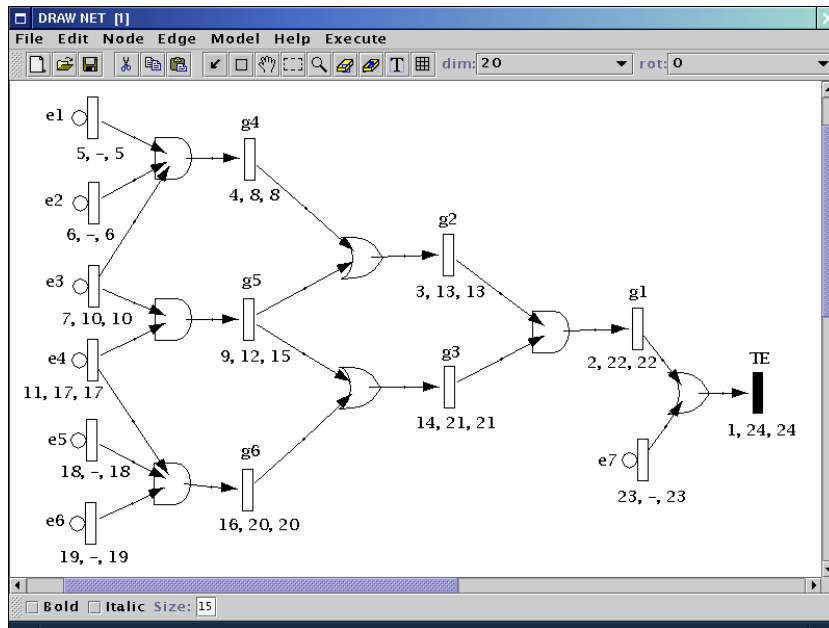 DRAW NET [1]
File Edit Node Edge Model Help Execute
T dim: 20 rot: 0
e1
5, –, 5
g4
4, 8, 8
e2
6, –, 6
g2
3, 13, 13
e3
7, 10, 10
g5
9, 12, 15
g1
2, 22, 22
e4
11, 17, 17
g3
14, 21, 21
TE
1, 24, 24
e5
18, –, 18
g6
16, 20, 20
e7
23, –, 23
e6
19, –, 19
Bold Italic Size: 15